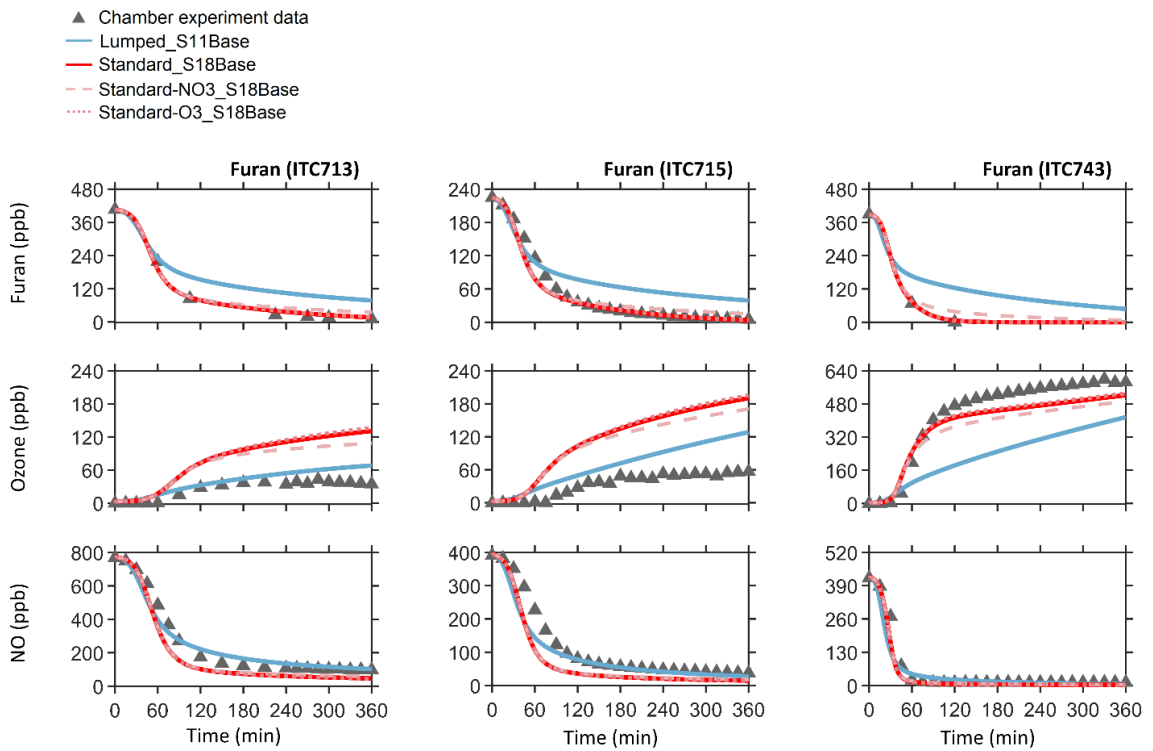 Chamber experiment data
Lumped_S11Base
Standard_S18Base
Standard-NO3_S18Base
Standard-O3_S18Base
Furan (ITC713)
Furan (ITC715)
Furan (ITC743)
Furan (ppb)
480
360
240
120
0
240
180
120
60
0
480
360
240
120
0
Ozone (ppb)
240
180
120
60
0
240
180
120
60
0
640
480
320
160
0
NO (ppb)
800
600
400
200
0
400
300
200
100
0
520
390
260
130
0
0 60 120 180 240 300 360
0 60 120 180 240 300 360
0 60 120 180 240 300 360
Time (min)
Time (min)
Time (min)